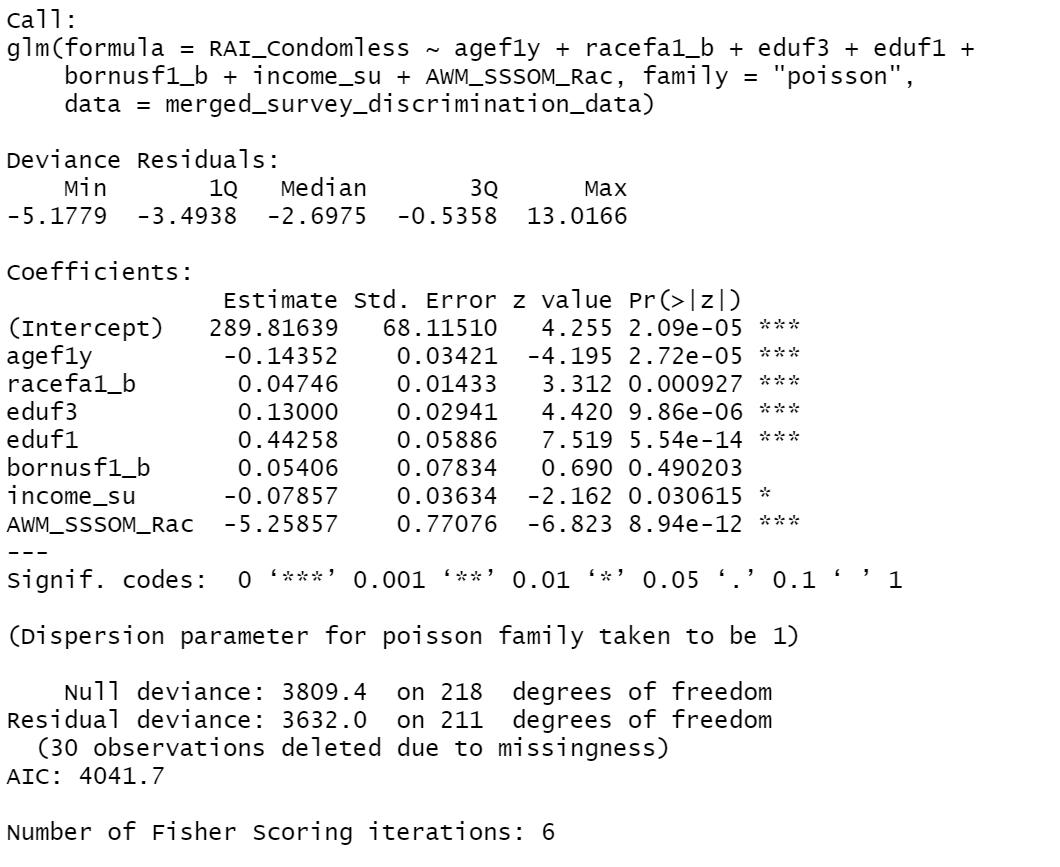 Call:
glm(formula = RAI_Condomless ~ agef1y + racefa1_b + eduf3 + eduf1 +
    bornusf1_b + income_su + AWM_SSSOM_Rac, family = "poisson",
    data = merged_survey_discrimination_data)

Deviance Residuals:
    Min       1Q   Median       3Q      Max
-5.1779  -3.4938  -2.6975  -0.5358  13.0166

Coefficients:
               Estimate Std. Error z value Pr(>|z|)
(Intercept)   289.81639   68.11510   4.255 2.09e-05 ***
agef1y         -0.14352    0.03421  -4.195 2.72e-05 ***
racefa1_b       0.04746    0.01433   3.312 0.000927 ***
eduf3           0.13000    0.02941   4.420 9.86e-06 ***
eduf1           0.44258    0.05886   7.519 5.54e-14 ***
bornusf1_b      0.05406    0.07834   0.690 0.490203
income_su      -0.07857    0.03634  -2.162 0.030615 *
AWM_SSSOM_Rac  -5.25857    0.77076  -6.823 8.94e-12 ***
---
Signif. codes:  0 ‘***’ 0.001 ‘**’ 0.01 ‘*’ 0.05 ‘.’ 0.1 ‘ ’ 1

(Dispersion parameter for poisson family taken to be 1)

    Null deviance: 3809.4  on 218  degrees of freedom
Residual deviance: 3632.0  on 211  degrees of freedom
  (30 observations deleted due to missingness)
AIC: 4041.7

Number of Fisher Scoring iterations: 6